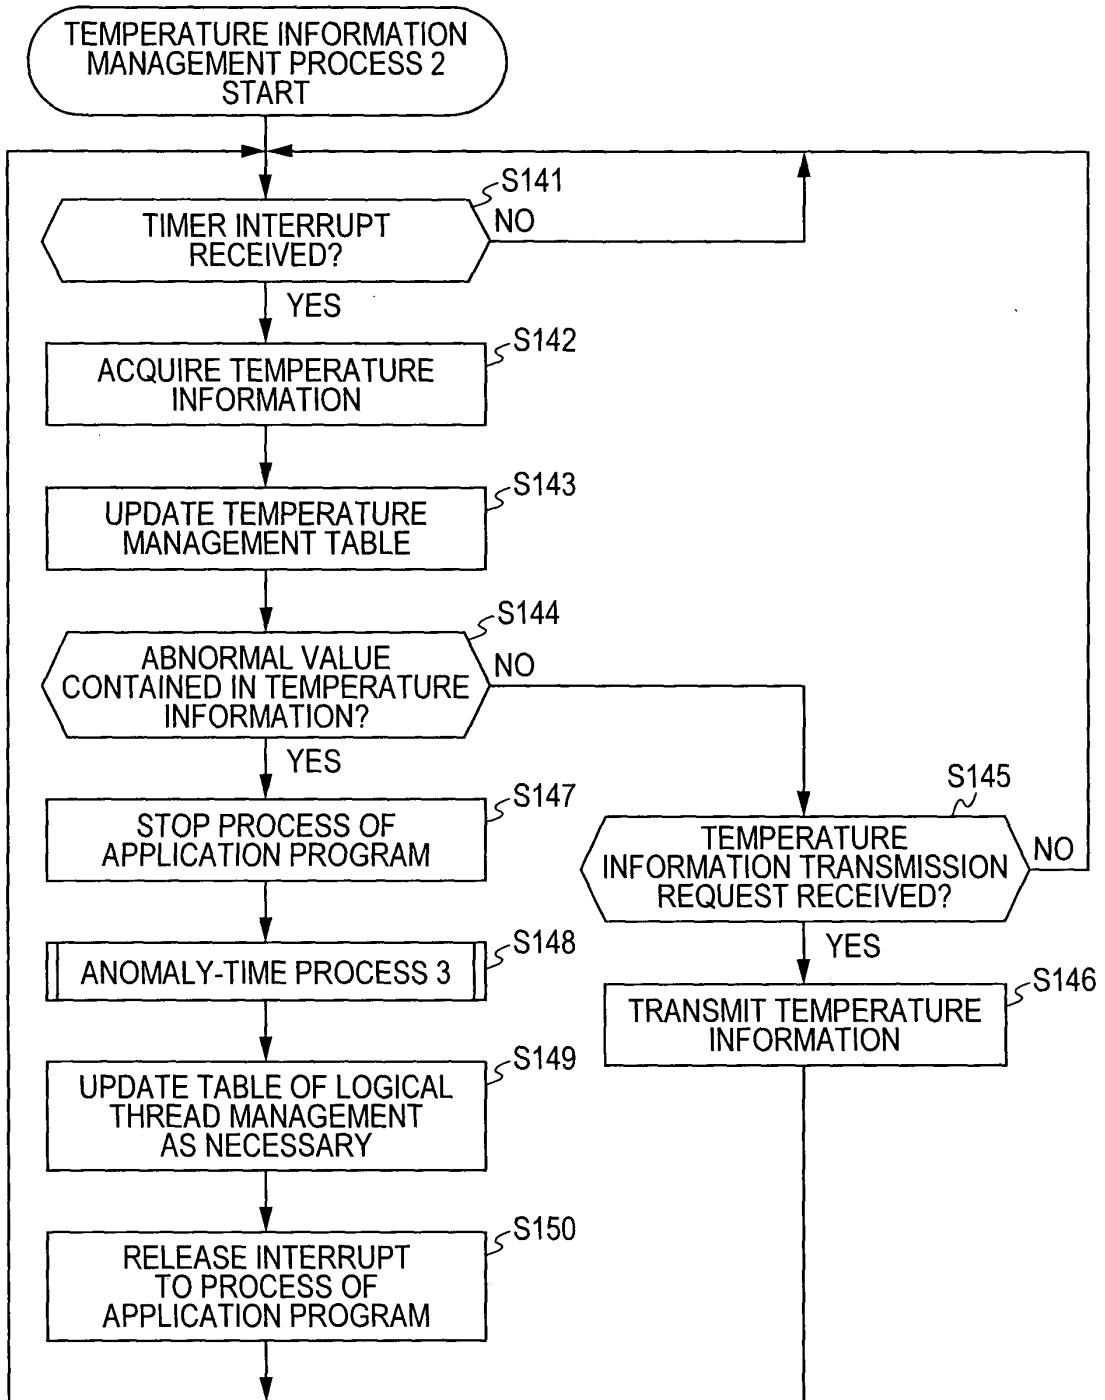 TEMPERATURE INFORMATION
MANAGEMENT PROCESS 2
START
S141
TIMER INTERRUPT
RECEIVED?
NO
YES
S142
ACQUIRE TEMPERATURE
INFORMATION
S143
UPDATE TEMPERATURE
MANAGEMENT TABLE
S144
ABNORMAL VALUE
CONTAINED IN TEMPERATURE
INFORMATION?
NO
YES
S145
TEMPERATURE
INFORMATION TRANSMISSION
REQUEST RECEIVED?
NO
YES
S146
TRANSMIT TEMPERATURE
INFORMATION
S147
STOP PROCESS OF
APPLICATION PROGRAM
S148
ANOMALY-TIME PROCESS 3
S149
UPDATE TABLE OF LOGICAL
THREAD MANAGEMENT
AS NECESSARY
S150
RELEASE INTERRUPT
TO PROCESS OF
APPLICATION PROGRAM